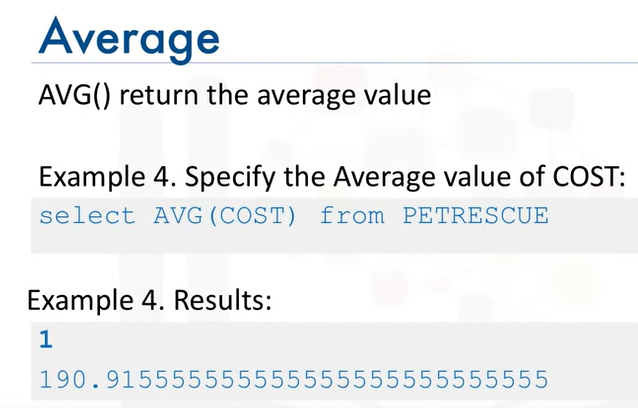 Average
AVG() return the average value
Example 4. Specify the Average value of COST:
select AVG(COST) from PETRESCUE
Example 4. Results:
1
190.915555555555555555555555555